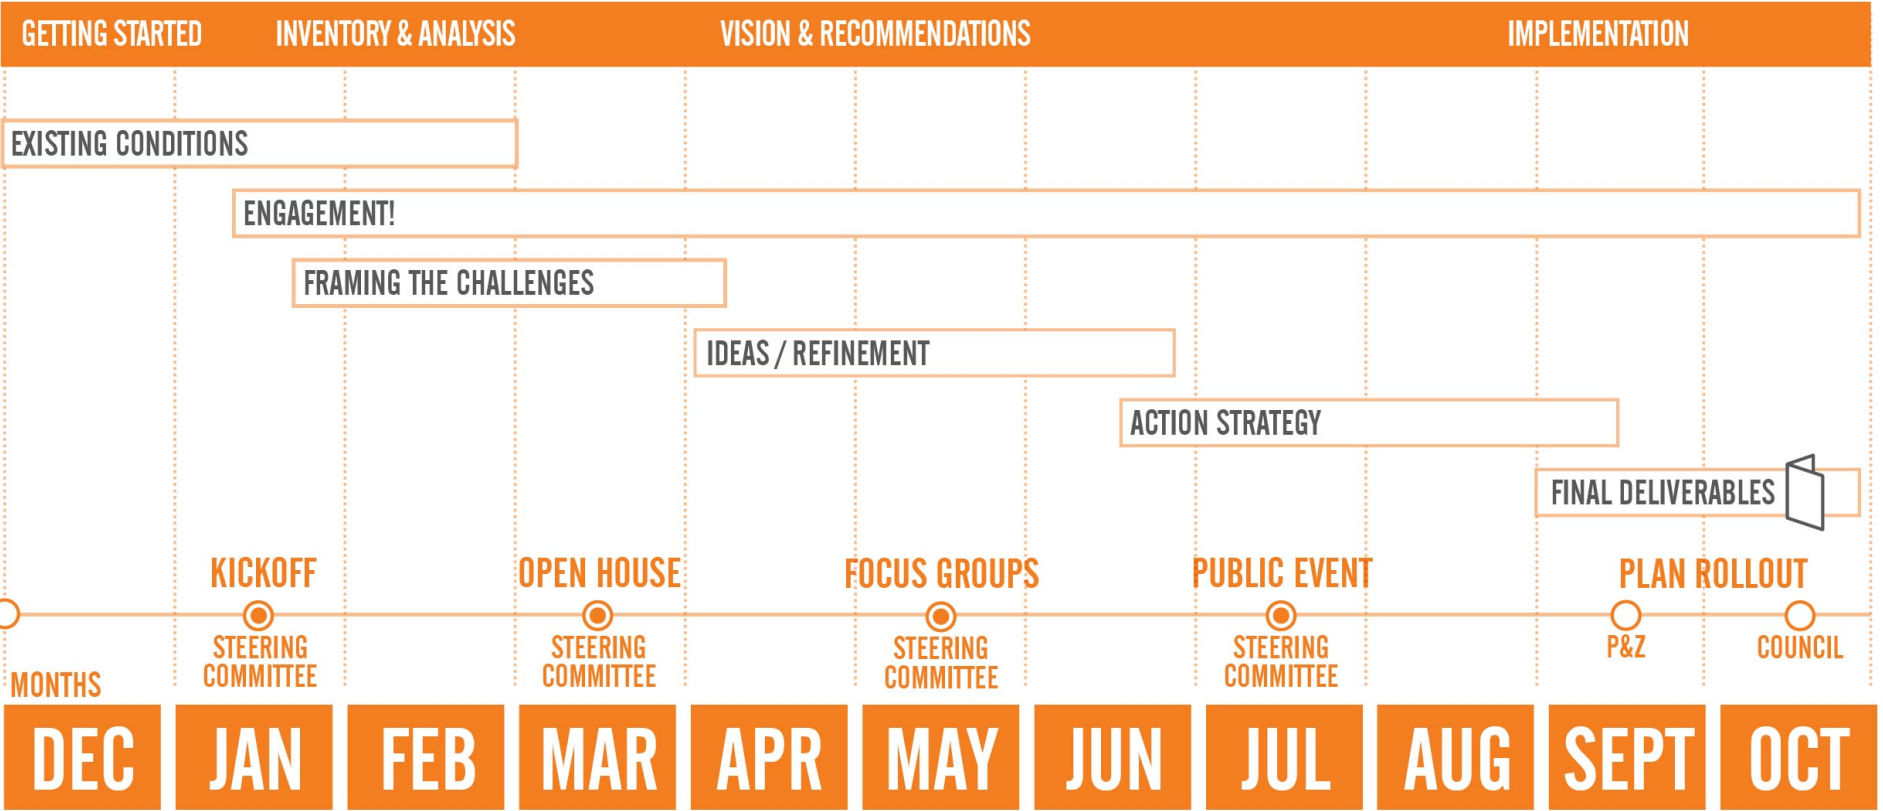 GETTING STARTED
INVENTORY & ANALYSIS
VISION & RECOMMENDATIONS
IMPLEMENTATION
EXISTING CONDITIONS
ENGAGEMENT!
FRAMING THE CHALLENGES
IDEAS / REFINEMENT
ACTION STRATEGY
FINAL DELIVERABLES
KICKOFF
OPEN HOUSE
FOCUS GROUPS
PUBLIC EVENT
PLAN ROLLOUT
STEERING
COMMITTEE
STEERING
COMMITTEE
STEERING
COMMITTEE
STEERING
COMMITTEE
P&Z
COUNCIL
MONTHS
DEC
JAN
FEB
MAR
APR
MAY
JUN
JUL
AUG
SEPT
OCT